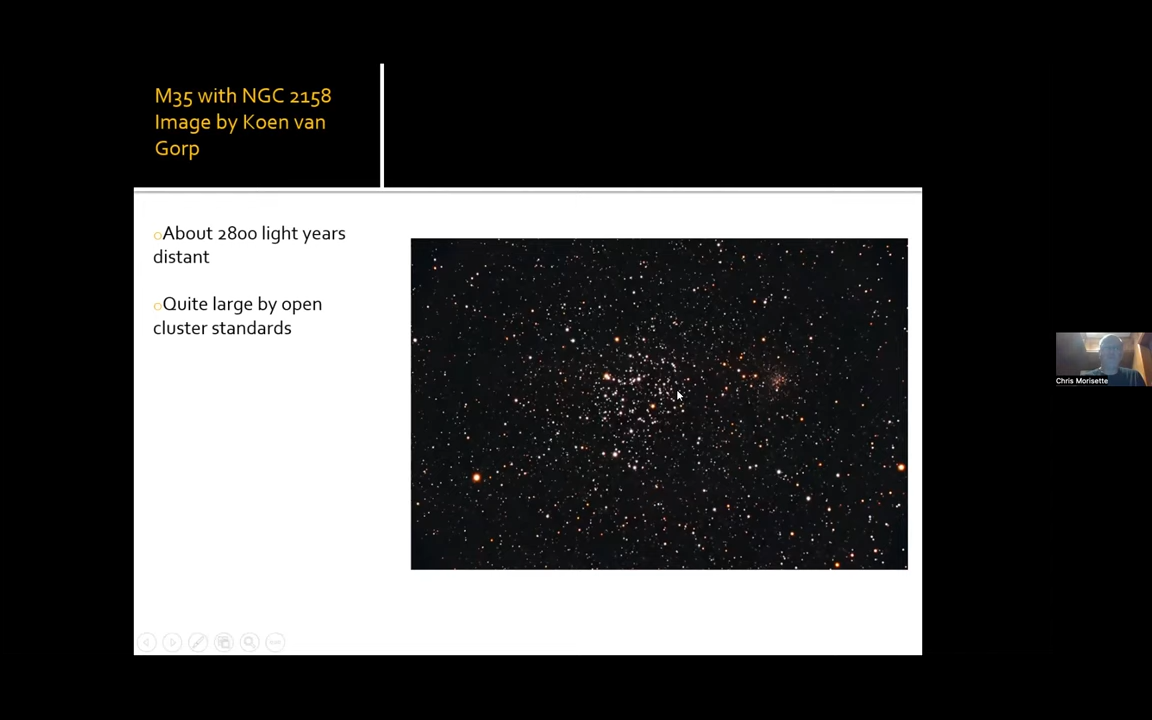 M35 with NGC 2158
Image by Koen van
Gorp
○About 2800 light years
distant
○Quite large by open
cluster standards
Chris Morisette